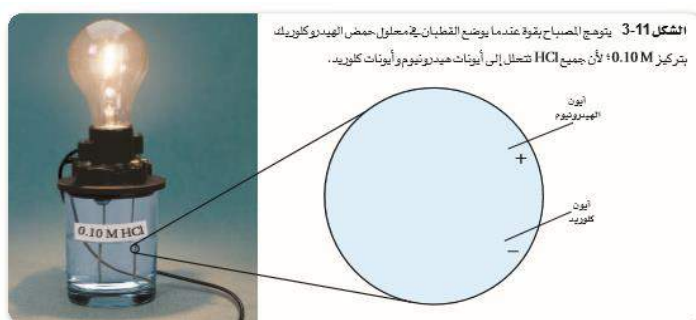 الشكل 11-3 يتوهج المصباح بقوة عندما يوضع القطبان في محلول حمض الهيدروكلوريك
بتركيز 0.10 M؛ لأن جميع HCl تتحلل إلى أيونات هيدرونيوم وأيونات كلوريد.
أيون
الهيدرونيوم
+
أيون
كلوريد
−
0.10 M HCl